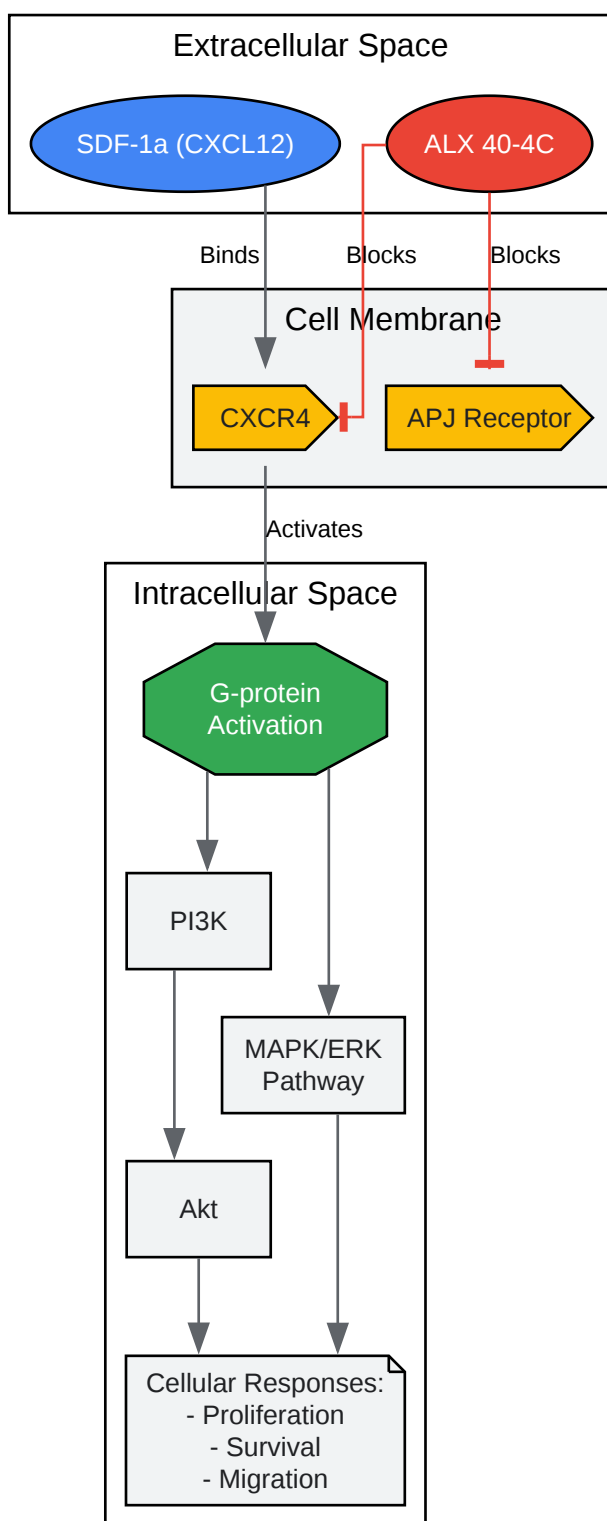 Extracellular Space
SDF-1a (CXCL12)
ALX 40-4C
Binds
Blocks
Blocks
Cell Membrane
CXCR4
APJ Receptor
Activates
Intracellular Space
G-protein
Activation
PI3K
MAPK/ERK
Pathway
Akt
Cellular Responses:
- Proliferation
- Survival
- Migration